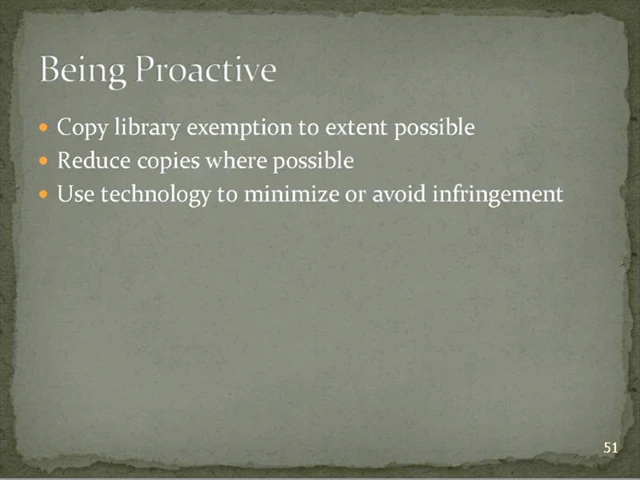 Being Proactive
• Copy library exemption to extent possible
• Reduce copies where possible
• Use technology to minimize or avoid infringement
51